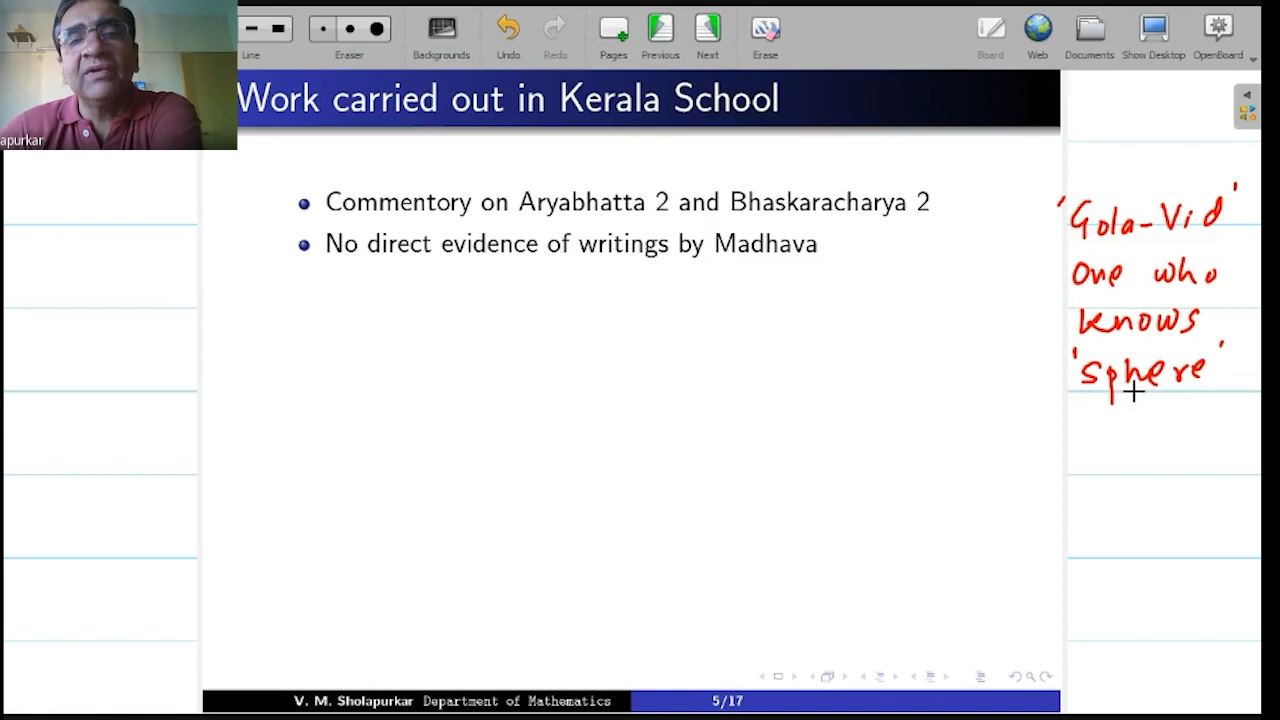 Line
Eraser
Backgrounds
Undo
Redo
Pages
Previous
Next
Erase
Board
Web
Documents
Show Desktop
OpenBoard
apurkar
Work carried out in Kerala School
Commentory on Aryabhatta 2 and Bhaskaracharya 2
No direct evidence of writings by Madhava
'Gola-Vid'
One who
knows
'sphere'
V. M. Sholapurkar Department of Mathematics
5/17